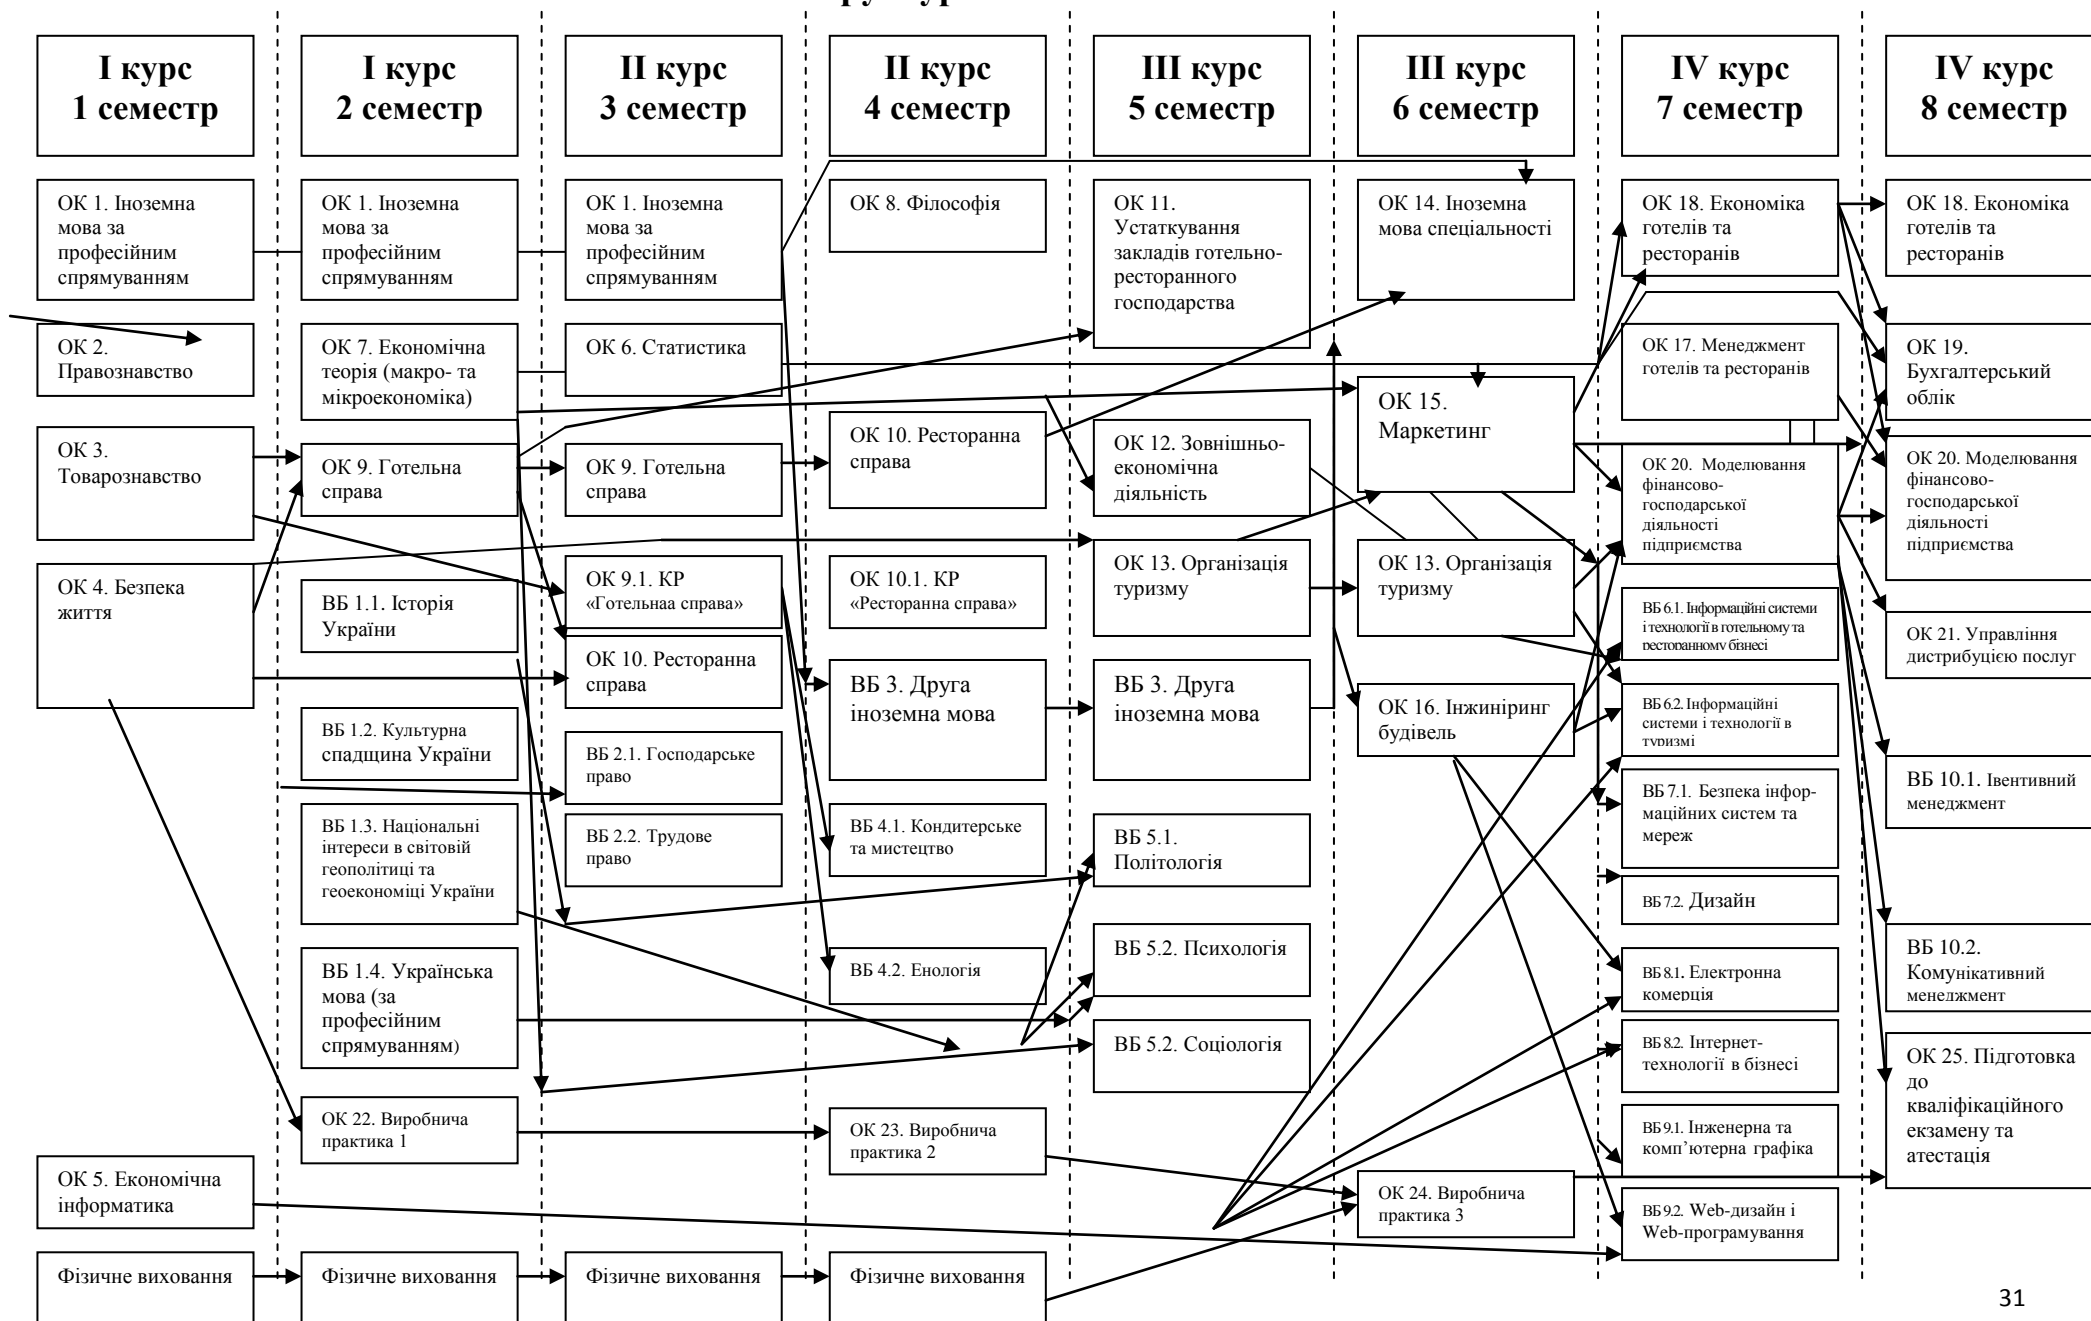 І курс
1 семестр
ОК 1. Іноземна
мова за
професійним
спрямуванням
ОК 2.
Правознавство
ОК 3.
Товарознавство
ОК 4. Безпека
життя
ОК 5. Економічна
інформатика
Фізичне виховання
І курс
2 семестр
ОК 1. Іноземна
мова за
професійним
спрямуванням
ОК 7. Економічна
теорія (макро- та
мікроекономіка)
ОК 9. Готельна
справа
ВБ 1.1. Історія
України
ВБ 1.2. Культурна
спадщина України
ВБ 1.3. Національні
інтереси в світовій
геополітиці та
геоекономіці України
ВБ 1.4. Українська
мова (за
професійним
спрямуванням)
ОК 22. Виробнича
практика 1
Фізичне виховання
ІІ курс
3 семестр
ОК 1. Іноземна
мова за
професійним
спрямуванням
ОК 6. Статистика
ОК 9. Готельна
справа
ОК 9.1. КР
«Готельнаа справа»
ОК 10. Ресторанна
справа
ВБ 2.1. Господарське
право
ВБ 2.2. Трудове
право
Фізичне виховання
ІІ курс
4 семестр
ОК 8. Філософія
ОК 10. Ресторанна
справа
ОК 10.1. КР
«Ресторанна справа»
ВБ 3. Друга
іноземна мова
ВБ 4.1. Кондитерське
та мистецтво
ВБ 4.2. Енологія
ОК 23. Виробнича
практика 2
Фізичне виховання
ІІІ курс
5 семестр
ОК 11.
Устаткування
закладів готельно-
ресторанного
господарства
ОК 12. Зовнішньо-
економічна
діяльність
ОК 13. Організація
туризму
ВБ 3. Друга
іноземна мова
ВБ 5.1.
Політологія
ВБ 5.2. Психологія
ВБ 5.2. Соціологія
ІІІ курс
6 семестр
ОК 14. Іноземна
мова спеціальності
ОК 15.
Маркетинг
ОК 13. Організація
туризму
ОК 16. Інжиніринг
будівель
ОК 24. Виробнича
практика 3
IV курс
7 семестр
ОК 18. Економіка
готелів та
ресторанів
ОК 17. Менеджмент
готелів та ресторанів
ОК 20. Моделювання
фінансово-
господарської
діяльності
підприємства
ВБ 6.1. Інформаційні системи
і технології в готельному та
ресторанному бізнесі
ВБ 6.2. Інформаційні
системи і технології в
туризмі
ВБ 7.1. Безпека інфор-
маційних систем та
мереж
ВБ 7.2. Дизайн
ВБ 8.1. Електронна
комерція
ВБ 8.2. Інтернет-
технології в бізнесі
ВБ 9.1. Інженерна та
комп’ютерна графіка
ВБ 9.2. Web-дизайн і
Web-програмування
IV курс
8 семестр
ОК 18. Економіка
готелів та
ресторанів
ОК 19.
Бухгалтерський
облік
ОК 20. Моделювання
фінансово-
господарської
діяльності
підприємства
ОК 21. Управління
дистрибуцією послуг
ВБ 10.1. Івентивний
менеджмент
ВБ 10.2.
Комунікативний
менеджмент
ОК 25. Підготовка
до
кваліфікаційного
екзамену та
атестація
31